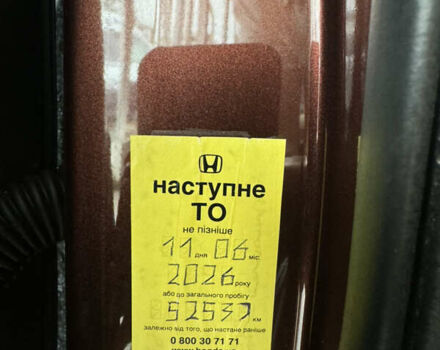 наступне
ТО
не пізніше
11 дня 06 міс.
2026 року
або до загального пробігу
52537 км
залежно від того, що настане раніше
0 800 30 71 71